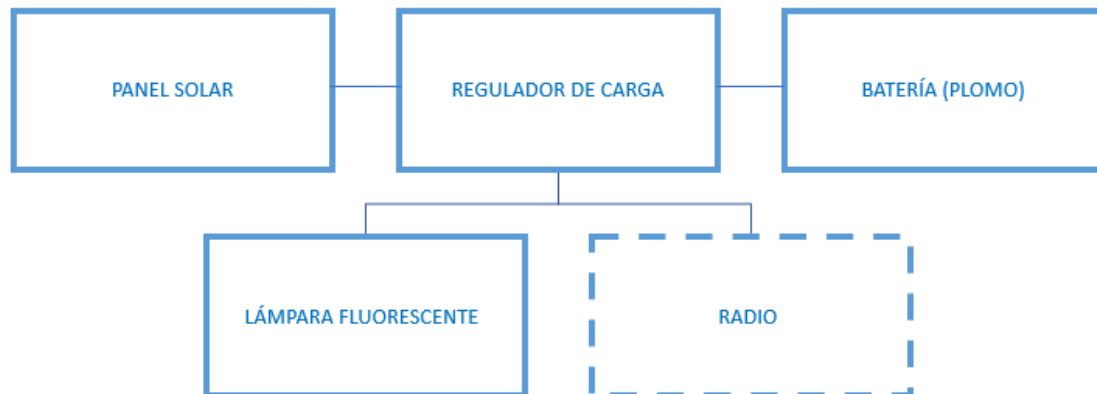 PANEL SOLAR
REGULADOR DE CARGA
BATERÍA (PLOMO)
LÁMPARA FLUORESCENTE
RADIO